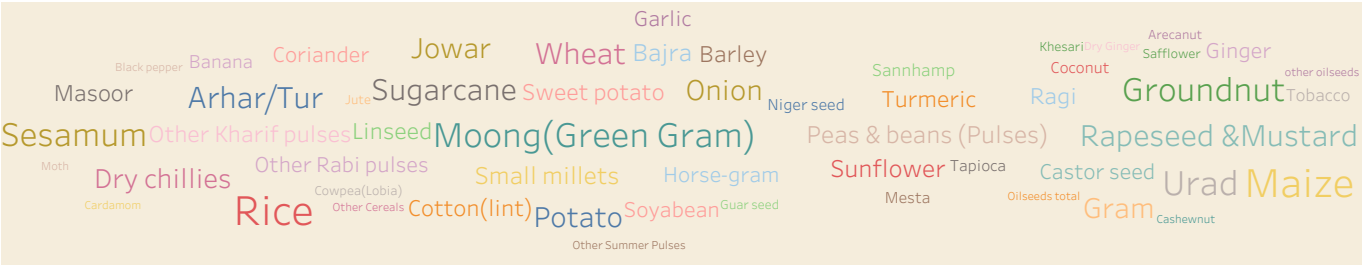 Garlic
Arecanut
Jowar Wheat Bajra Barley Khesari Dry Ginger Safflower Ginger
Black pepper Banana Coriander
Sannhamp Coconut other oilseeds
Masoor Arhar/Tur Jute Sugarcane Sweet potato Onion Niger seed Turmeric Ragi Groundnut Tobacco
Sesamum Other Kharif pulses Linseed Moong(Green Gram) Peas & beans (Pulses) Rapeseed &Mustard
Moth Other Rabi pulses Sunflower Tapioca
Dry chillies Small millets Horse-gram Castor seed Urad Maize
Cardamom Cowpea(Lobia) Mesta Oilseeds total
Rice Other Cereals Cotton(lint) Potato Soyabean Guar seed Gram Cashewnut
Other Summer Pulses